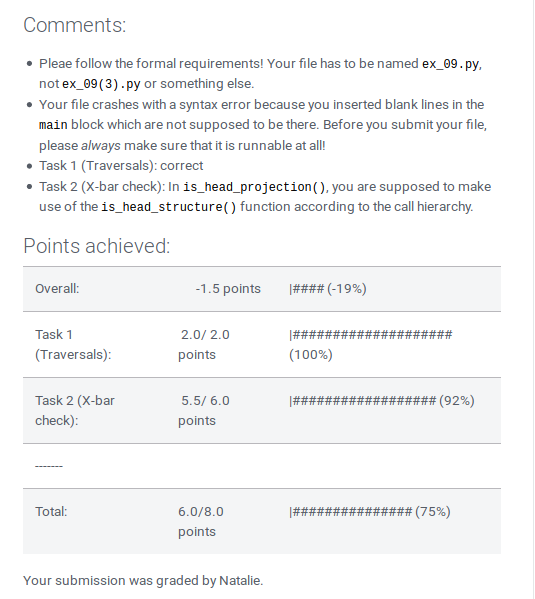 Comments:
• Pleae follow the formal requirements! Your file has to be named ex_09.py,
not ex_09(3).py or something else.
• Your file crashes with a syntax error because you inserted blank lines in the
main block which are not supposed to be there. Before you submit your file,
please always make sure that it is runnable at all!
• Task 1 (Traversals): correct
• Task 2 (X-bar check): In is_head_projection(), you are supposed to make
use of the is_head_structure() function according to the call hierarchy.
Points achieved:
Overall: -1.5 points |#### (-19%)
Task 1 2.0/ 2.0 |####################
(Traversals): points (100%)
Task 2 (X-bar 5.5/ 6.0 |################## (92%)
check): points
-------
Total: 6.0/8.0 |############### (75%)
points
Your submission was graded by Natalie.